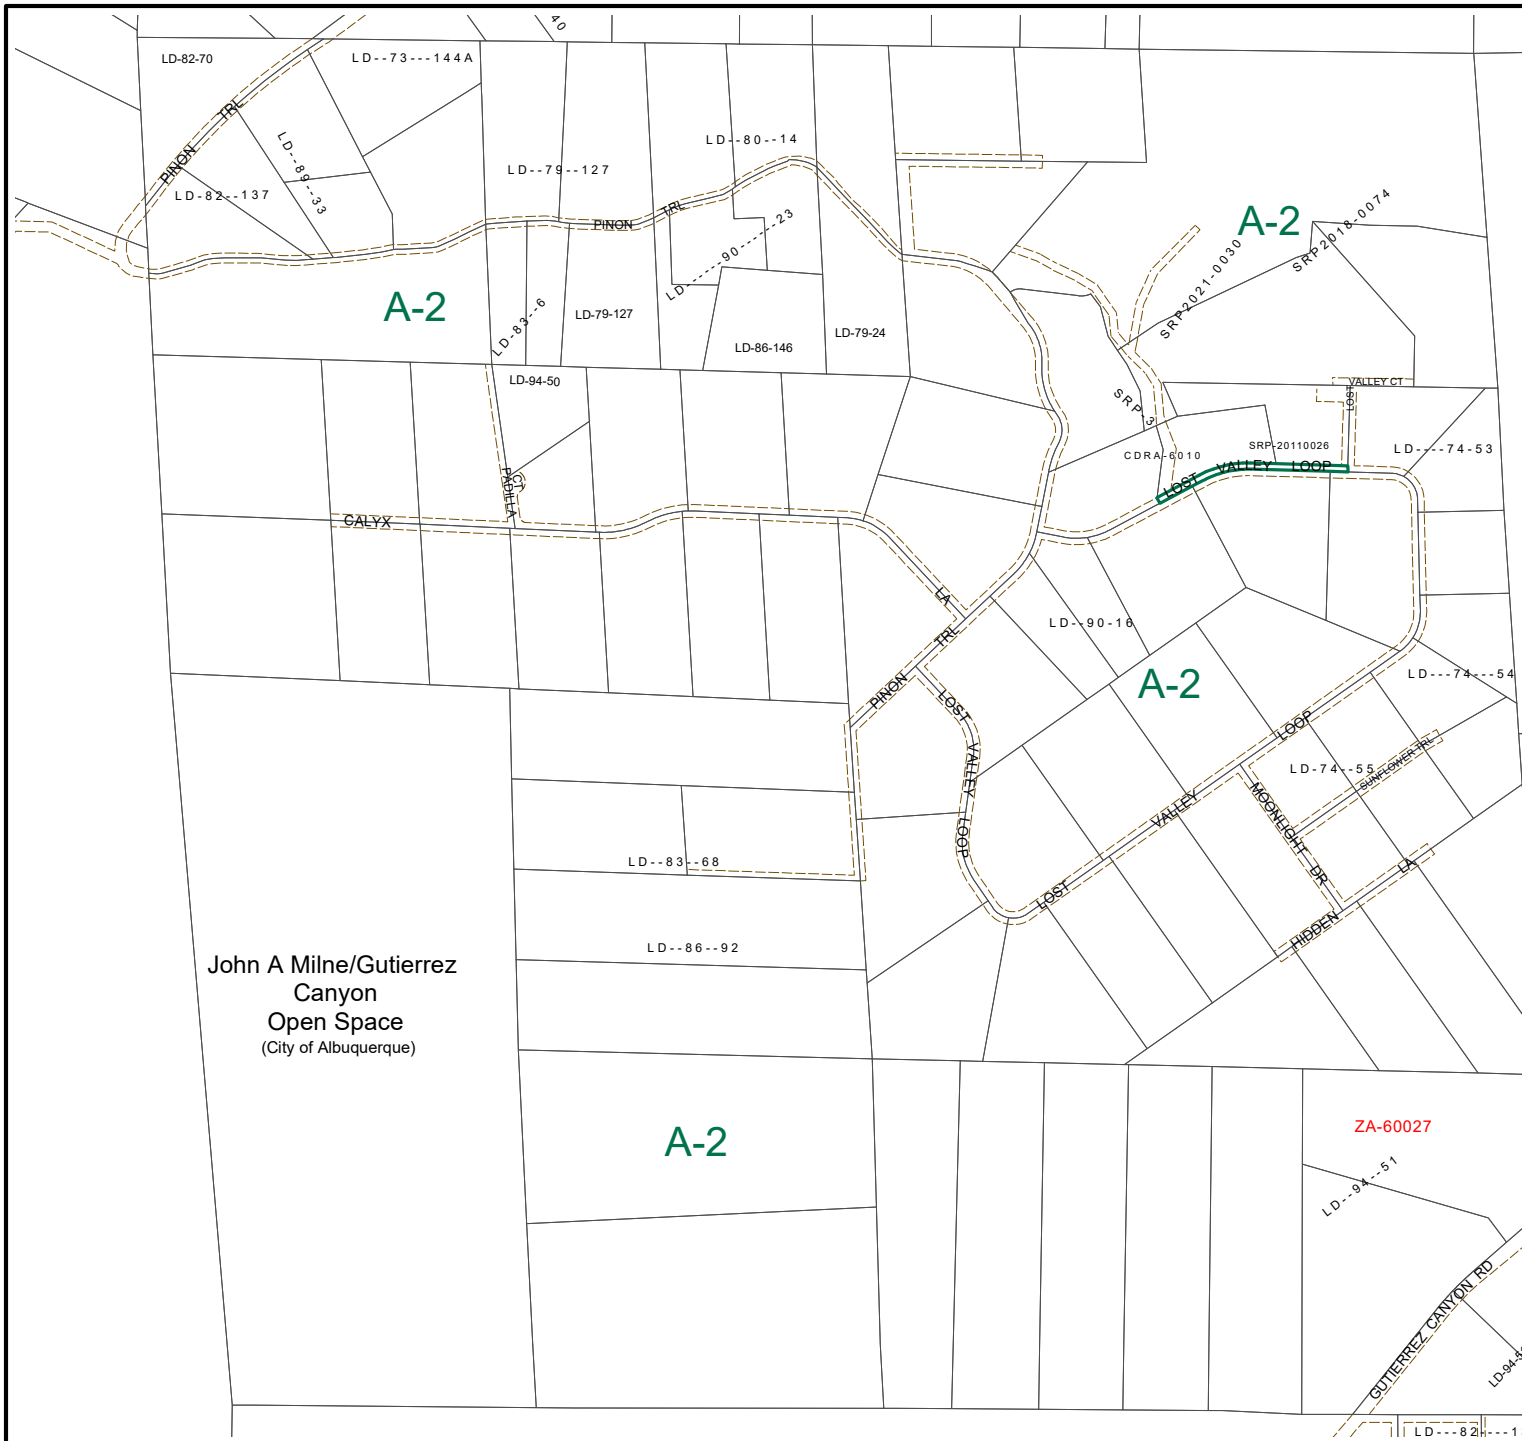 40
LD-82-70
LD--73---144A
PINON TRL
LD--89--33
LD--80--14
LD--79--127
LD-82--137
PINON TRL
LD------90-----23
A-2
SRP2018-0074
SRP2021-0030
A-2
LD-83--6
LD-79-127
LD-86-146
LD-79-24
LD-94-50
VALLEY CT
LOST
SRP-3
SRP-20110026
CDRA-6010
LD----74-53
LOST VALLEY LOOP
PADILLA CT
CALYX
LA
TRL
PINON
LD--90-16
A-2
LD---74---54
LOST VALLEY LOOP
LOST VALLEY LOOP
LD-74--55
SUNFLOWER TRL
MOONLIGHT DR
HIDDEN LA
LD--83--68
LD--86--92
John A Milne/Gutierrez
Canyon
Open Space
(City of Albuquerque)
A-2
ZA-60027
LD--94--51
GUTIERREZ CANYON RD